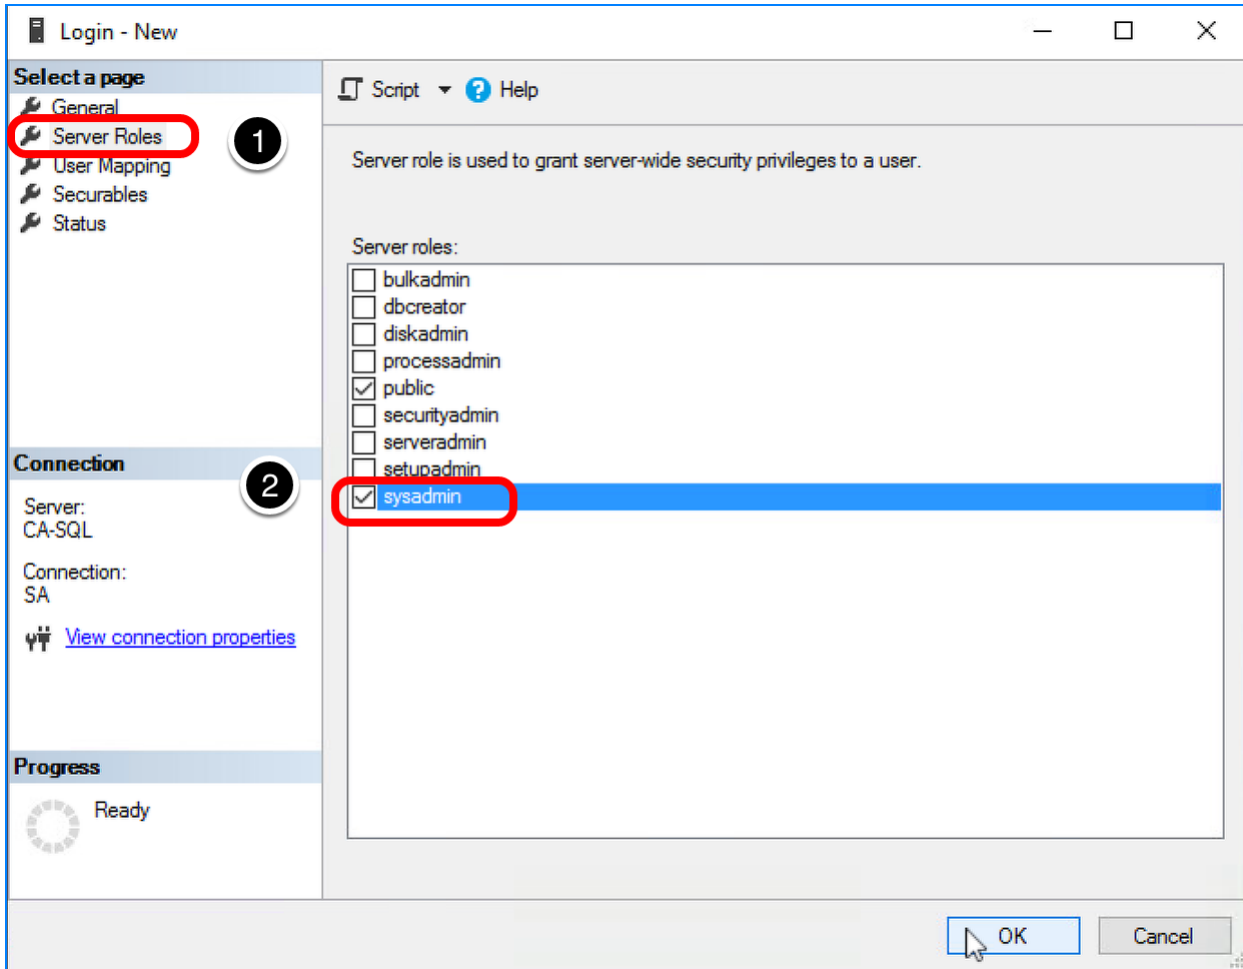 Login - New
Select a page
General
Server Roles
User Mapping
Securables
Status
1
Script
Help
Server role is used to grant server-wide security privileges to a user.
Server roles:
bulkadmin
dbcreator
diskadmin
processadmin
public
securityadmin
serveradmin
setupadmin
sysadmin
2
Connection
Server:
CA-SQL
Connection:
SA
View connection properties
Progress
Ready
OK
Cancel